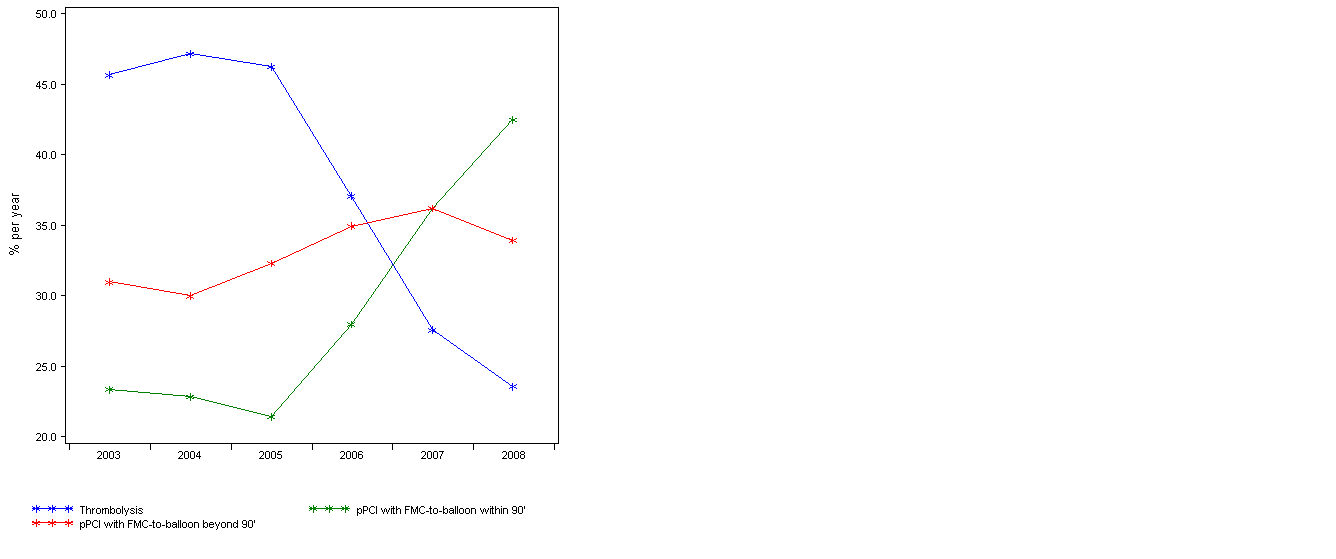 50.0
45.0
40.0
35.0
30.0
25.0
20.0
% per year
2003 2004 2005 2006 2007 2008
Thrombolysis
pPCI with FMC-to-balloon within 90'
pPCI with FMC-to-balloon beyond 90'